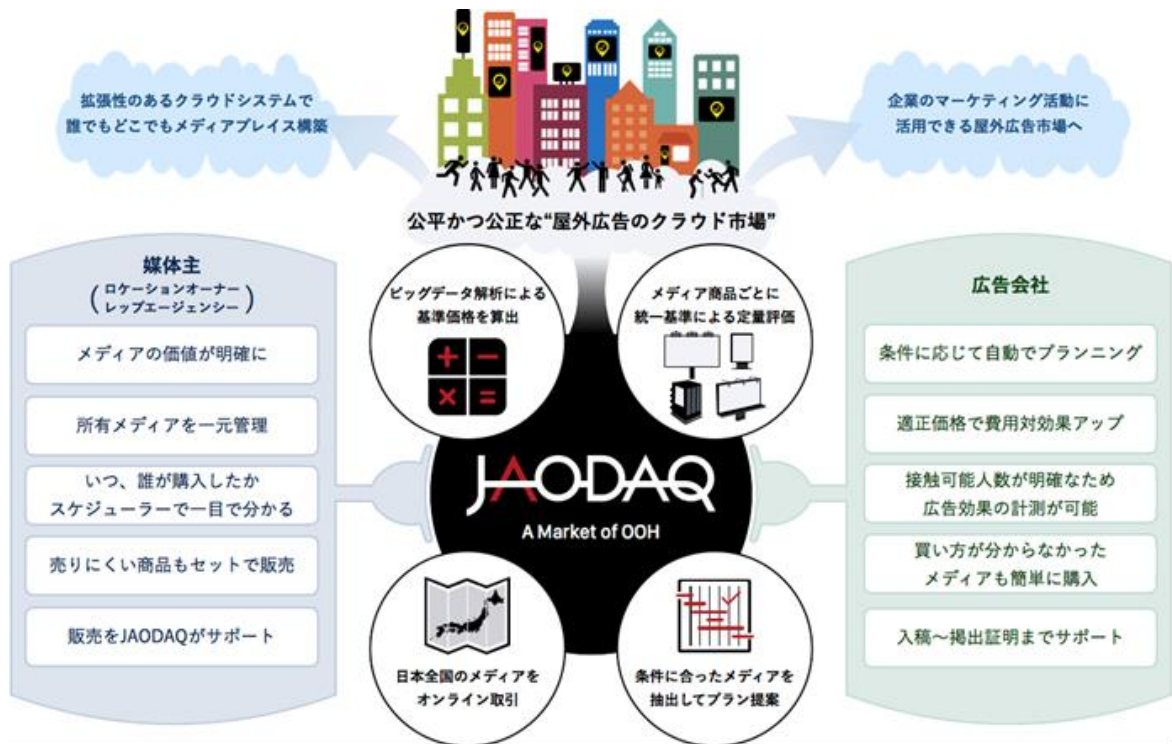 拡張性のあるクラウドシステムで
誰でもどこでもメディアプレイス構築
企業のマーケティング活動に
活用できる屋外広告市場へ
公平かつ公正な“屋外広告のクラウド市場”
媒体主
(ロケーションオーナー
レップエージェンシー)
メディアの価値が明確に
所有メディアを一元管理
いつ、誰が購入したか
スケジューラーで一目で分かる
売りにくい商品もセットで販売
販売をJAODAQがサポート
ビッグデータ解析による
基準価格を算出
メディア商品ごとに
統一基準による定量評価
JAODAQ
A Market of OOH
日本全国のメディアを
オンライン取引
条件に合ったメディアを
抽出してプラン提案
広告会社
条件に応じて自動でプランニング
適正価格で費用対効果アップ
接触可能人数が明確なため
広告効果の計測が可能
買い方が分からなかった
メディアも簡単に購入
入稿〜掲出証明までサポート